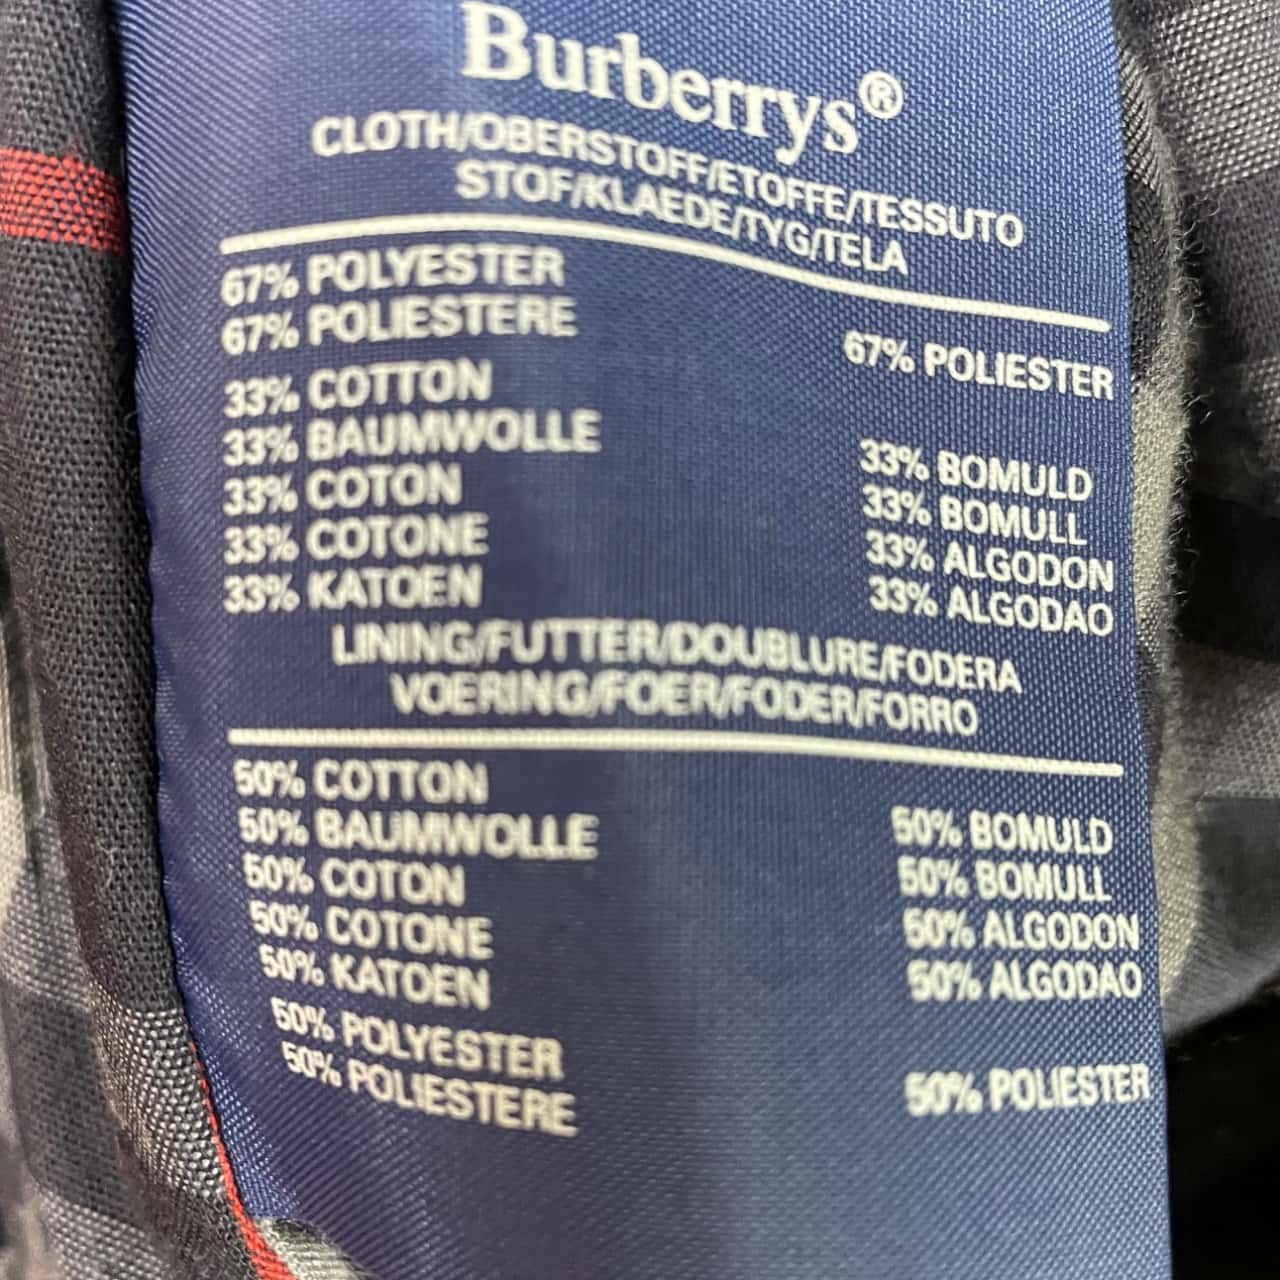 Burberrys®
CLOTH/OBERSTOFF/ETOFFE/TESSUTO
STOF/KLAEDE/TYG/TELA
67% POLYESTER
67% POLIESTERE
67% POLIESTER
33% COTTON
33% BAUMWOLLE
33% COTON
33% COTONE
33% KATOEN
33% BOMULD
33% BOMULL
33% ALGODON
33% ALGODAO
LINING/FUTTER/DOUBLURE/FODERA
VOERING/FOER/FODER/FORRO
50% COTTON
50% BAUMWOLLE
50% COTON
50% COTONE
50% KATOEN
50% BOMULD
50% BOMULL
50% ALGODON
50% ALGODAO
50% POLYESTER
50% POLIESTERE
50% POLIESTER